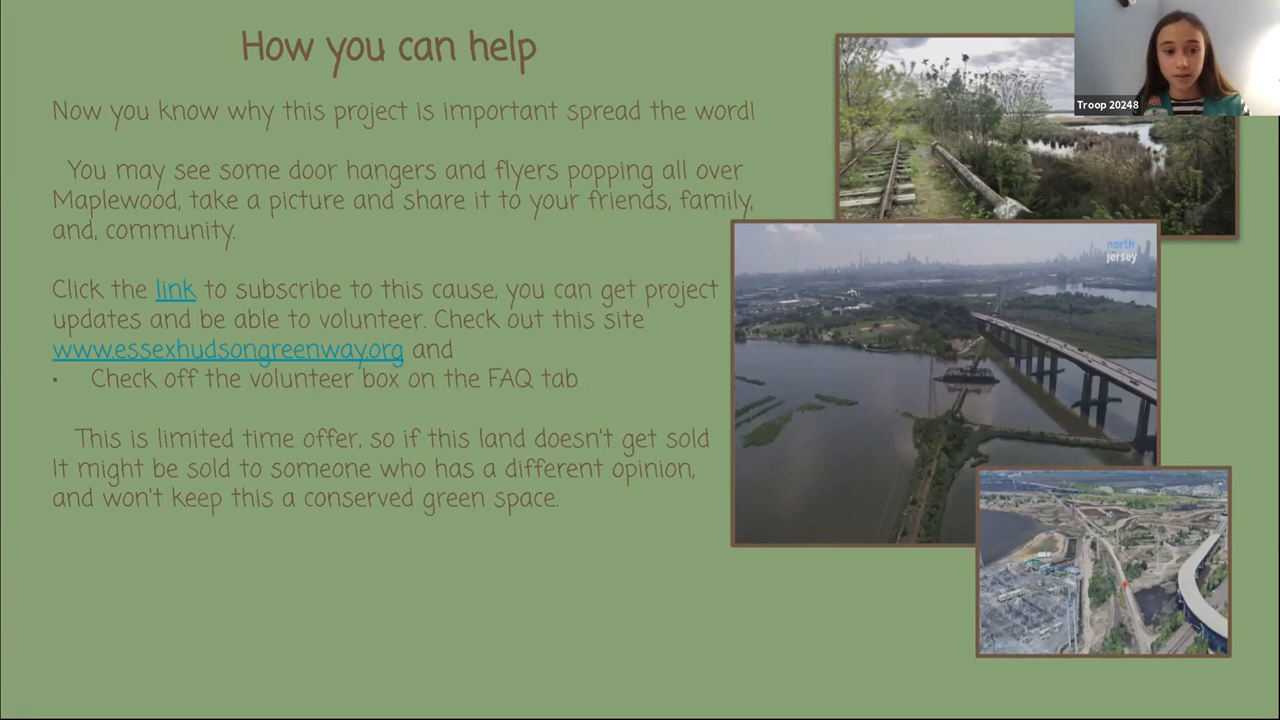 How you can help
Now you know why this project is important spread the word!
You may see some door hangers and flyers popping all over
Maplewood, take a picture and share it to your friends, family,
and, community.
Click the link to subscribe to this cause, you can get project
updates and be able to volunteer. Check out this site
www.essexhudsongreenway.org and
• Check off the volunteer box on the FAQ tab
This is limited time offer, so if this land doesn't get sold
It might be sold to someone who has a different opinion,
and won't keep this a conserved green space.
Troop 20248
north
jersey